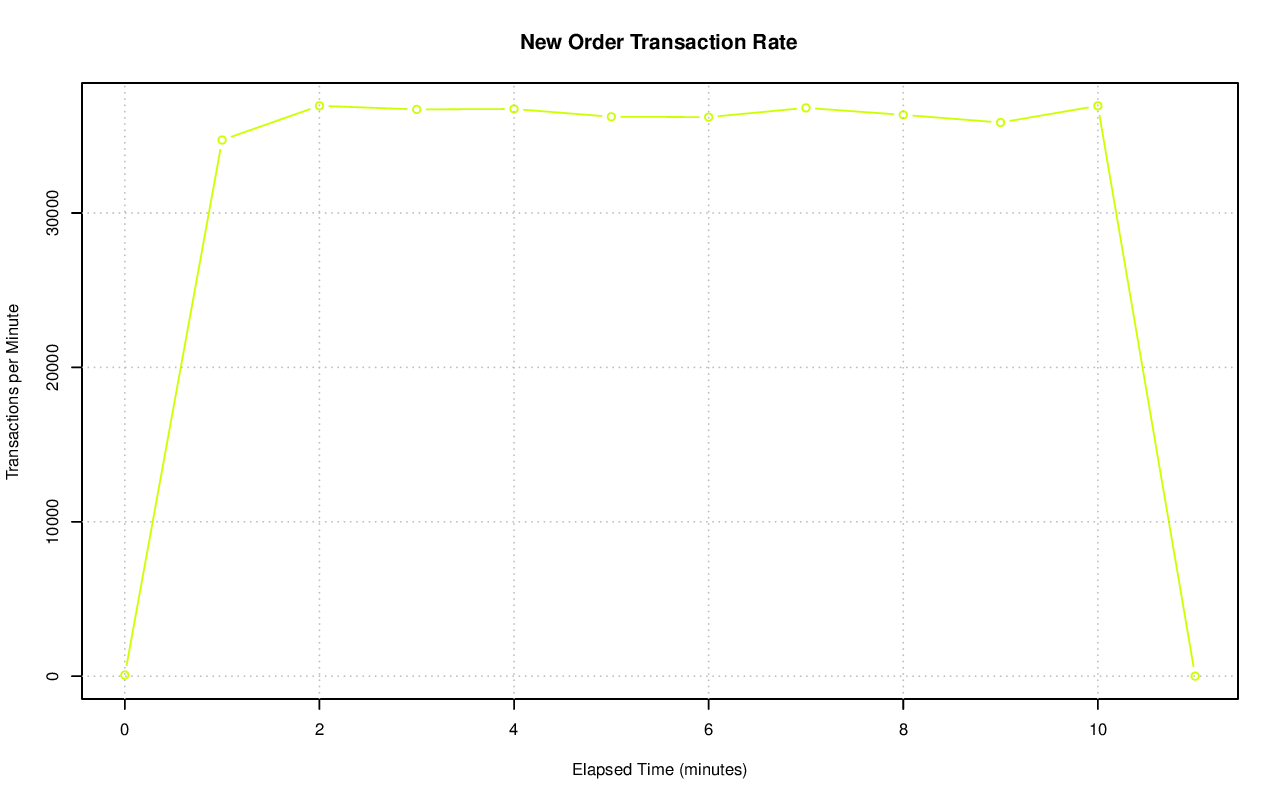 New Order Transaction Rate
Transactions per Minute
30000
20000
10000
0
0 2 4 6 8 10
Elapsed Time (minutes)